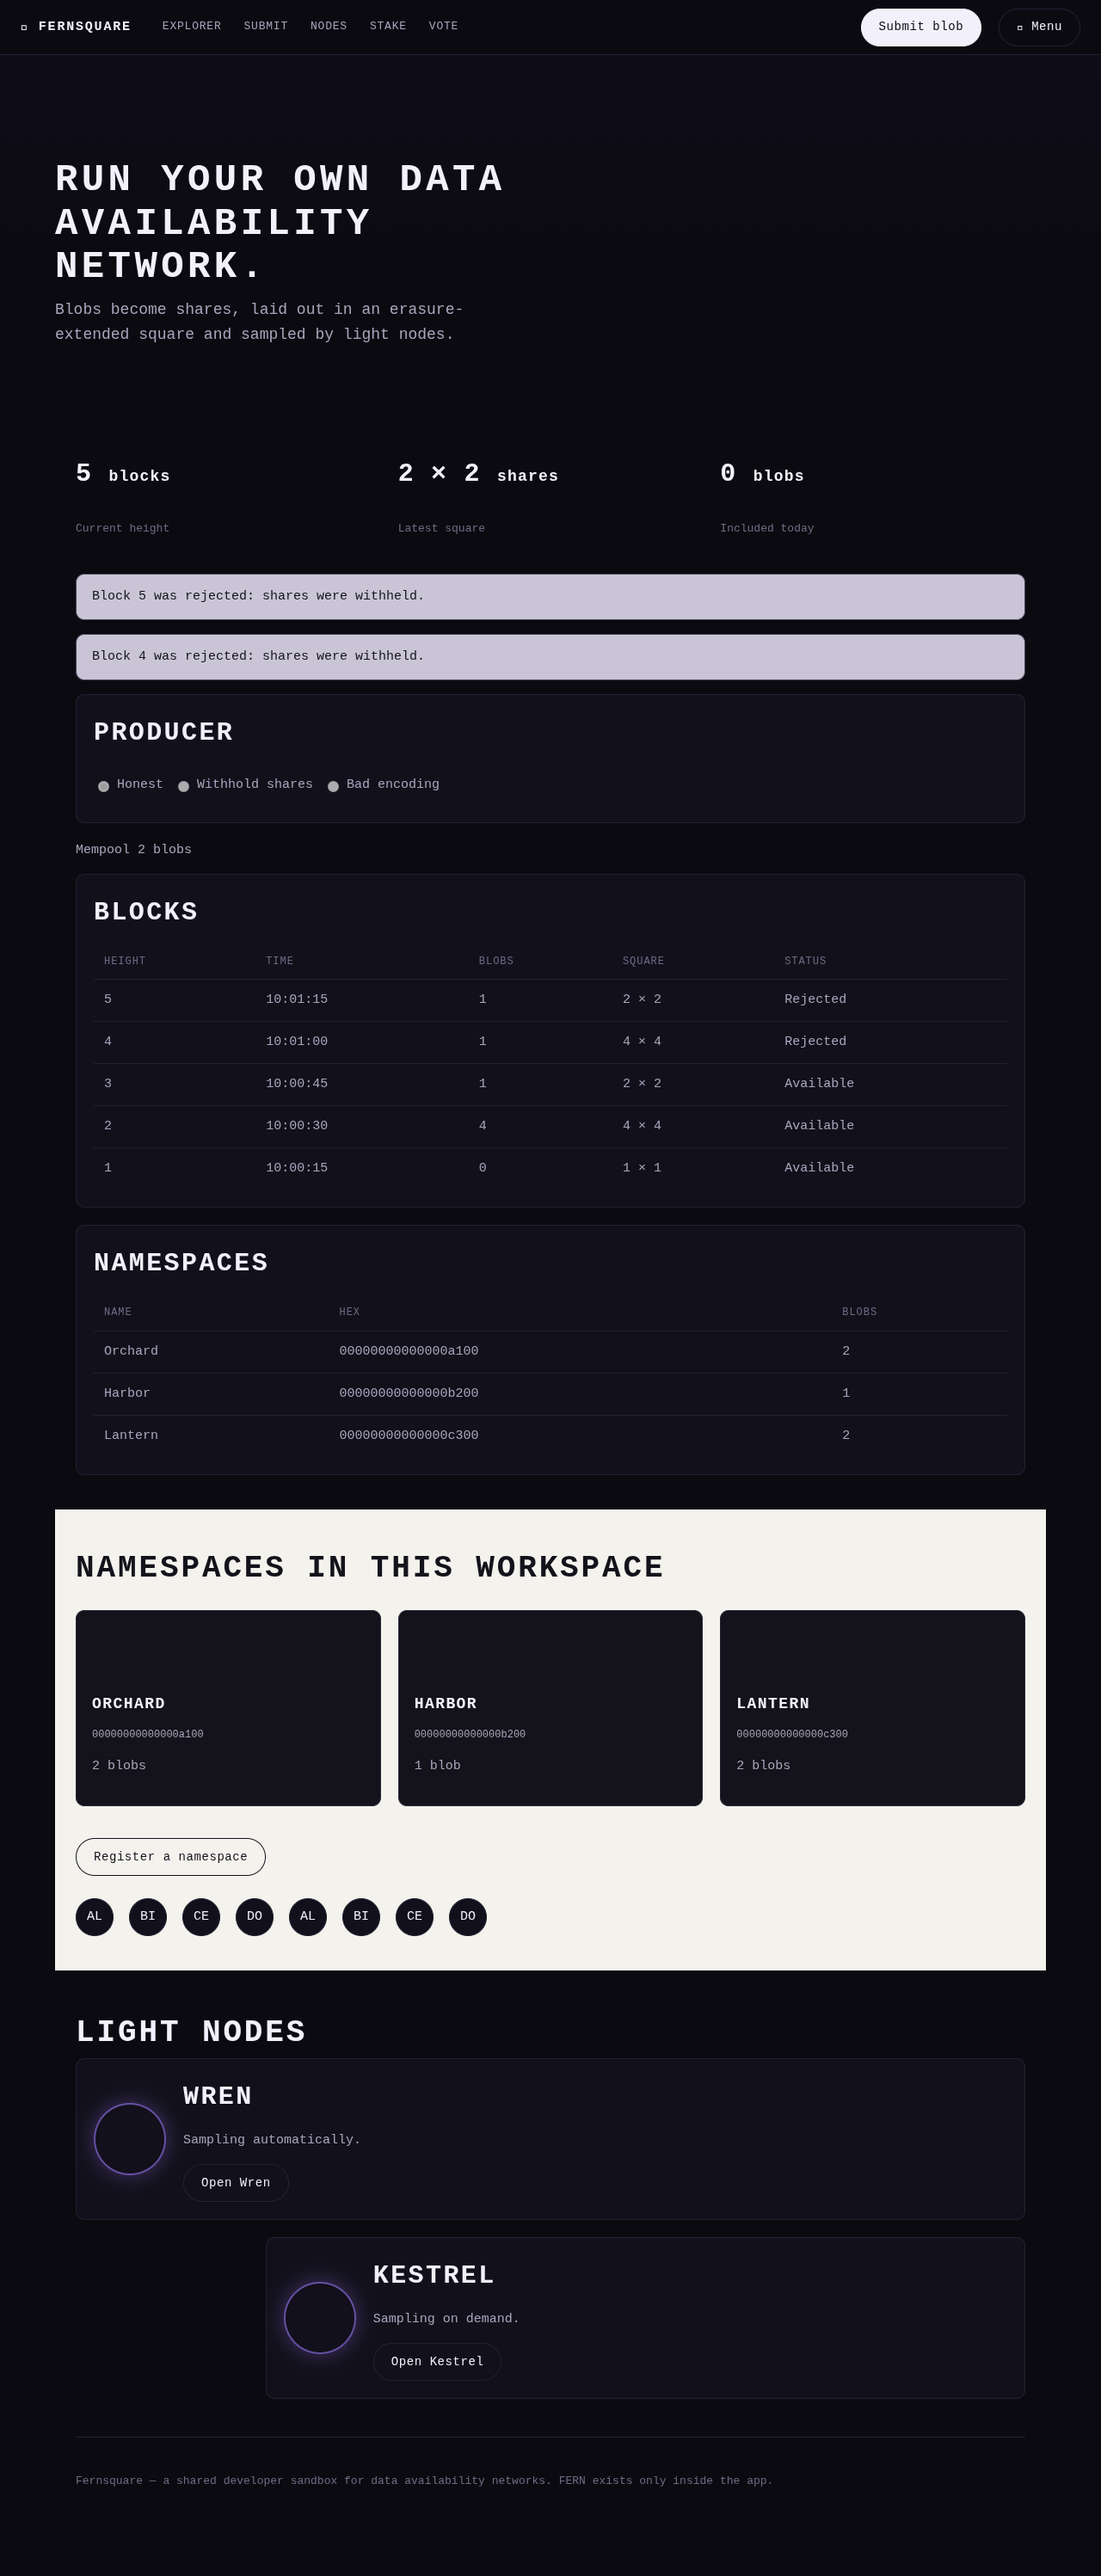 FERNSQUARE EXPLORER SUBMIT NODES STAKE VOTE Submit blob Menu
RUN YOUR OWN DATA
AVAILABILITY
NETWORK.
Blobs become shares, laid out in an erasure-
extended square and sampled by light nodes.
5 blocks 2 × 2 shares 0 blobs
Current height Latest square Included today
Block 5 was rejected: shares were withheld.
Block 4 was rejected: shares were withheld.
PRODUCER
Honest Withhold shares Bad encoding
Mempool 2 blobs
BLOCKS
HEIGHT TIME BLOBS SQUARE STATUS
5 10:01:15 1 2 × 2 Rejected
4 10:01:00 1 4 × 4 Rejected
3 10:00:45 1 2 × 2 Available
2 10:00:30 4 4 × 4 Available
1 10:00:15 0 1 × 1 Available
NAMESPACES
NAME HEX BLOBS
Orchard 00000000000000a100 2
Harbor 00000000000000b200 1
Lantern 00000000000000c300 2
NAMESPACES IN THIS WORKSPACE
ORCHARD HARBOR LANTERN
00000000000000a100 00000000000000b200 00000000000000c300
2 blobs 1 blob 2 blobs
Register a namespace
AL BI CE DO AL BI CE DO
LIGHT NODES
WREN
Sampling automatically.
Open Wren
KESTREL
Sampling on demand.
Open Kestrel
Fernsquare — a shared developer sandbox for data availability networks. FERN exists only inside the app.